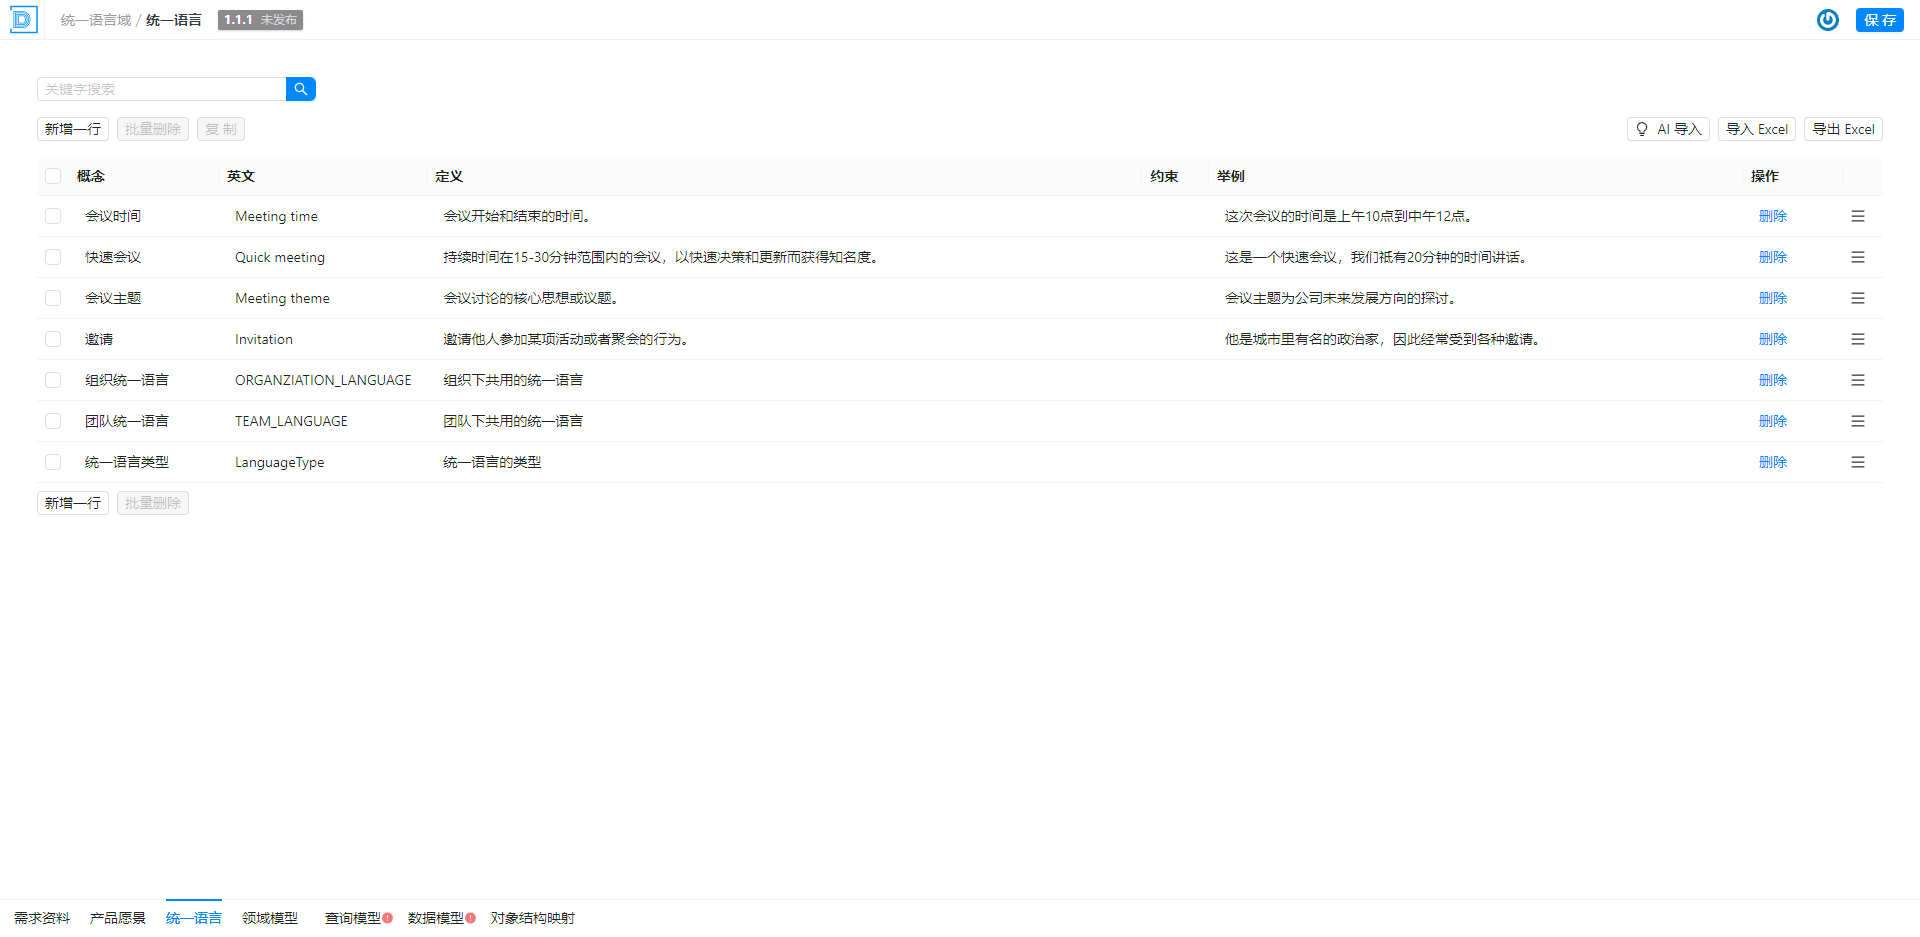 统一语言域 / 统一语言 1.1.1 未发布 保 存
关键字搜索
新增一行 批量删除 复 制 AI 导入 导入 Excel 导出 Excel
概念 英文 定义 约束 举例 操作
会议时间 Meeting time 会议开始和结束的时间。 这次会议的时间是上午10点到中午12点。 删除
快速会议 Quick meeting 持续时间在15-30分钟范围内的会议，以快速决策和更新而获得知名度。 这是一个快速会议，我们祗有20分钟的时间讲话。 删除
会议主题 Meeting theme 会议讨论的核心思想或议题。 会议主题为公司未来发展方向的探讨。 删除
邀请 Invitation 邀请他人参加某项活动或者聚会的行为。 他是城市里有名的政治家，因此经常受到各种邀请。 删除
组织统一语言 ORGANZIATION_LANGUAGE 组织下共用的统一语言 删除
团队统一语言 TEAM_LANGUAGE 团队下共用的统一语言 删除
统一语言类型 LanguageType 统一语言的类型 删除
新增一行 批量删除
需求资料 产品愿景 统一语言 领域模型 查询模型 数据模型 对象结构映射